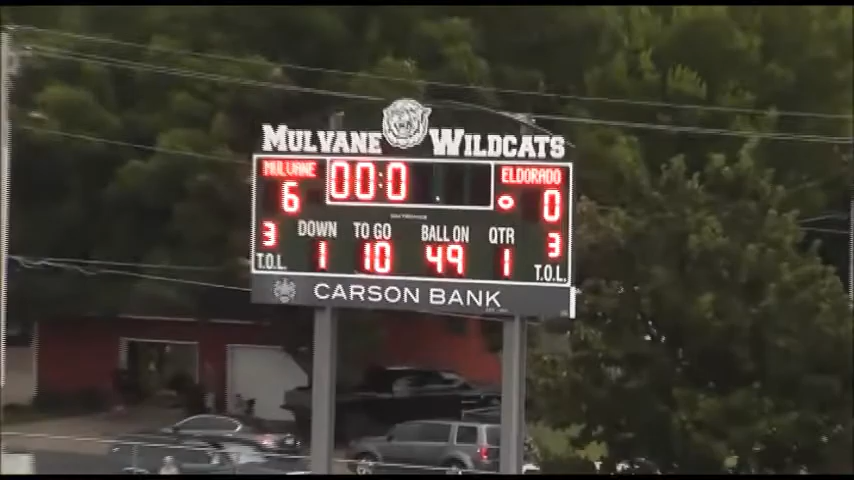 MULVANE WILDCATS
MULVANE 00:0 ELDORADO
6 0
3 DOWN TO GO BALL ON QTR 3
T.O.L. 1 10 49 1 T.O.L.
CARSON BANK